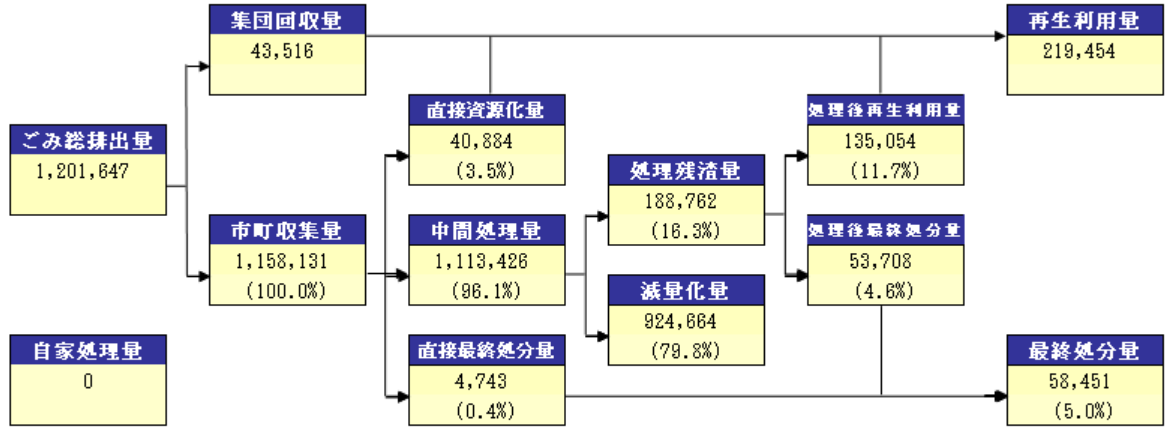 集団回収量
43,516
再生利用量
219,454
直接資源化量
40,884
(3.5%)
処理後再生利用量
135,054
(11.7%)
ごみ総排出量
1,201,647
処理残渣量
188,762
(16.3%)
市町収集量
1,158,131
(100.0%)
中間処理量
1,113,426
(96.1%)
処理後最終処分量
53,708
(4.6%)
減量化量
924,664
(79.8%)
自家処理量
0
直接最終処分量
4,743
(0.4%)
最終処分量
58,451
(5.0%)